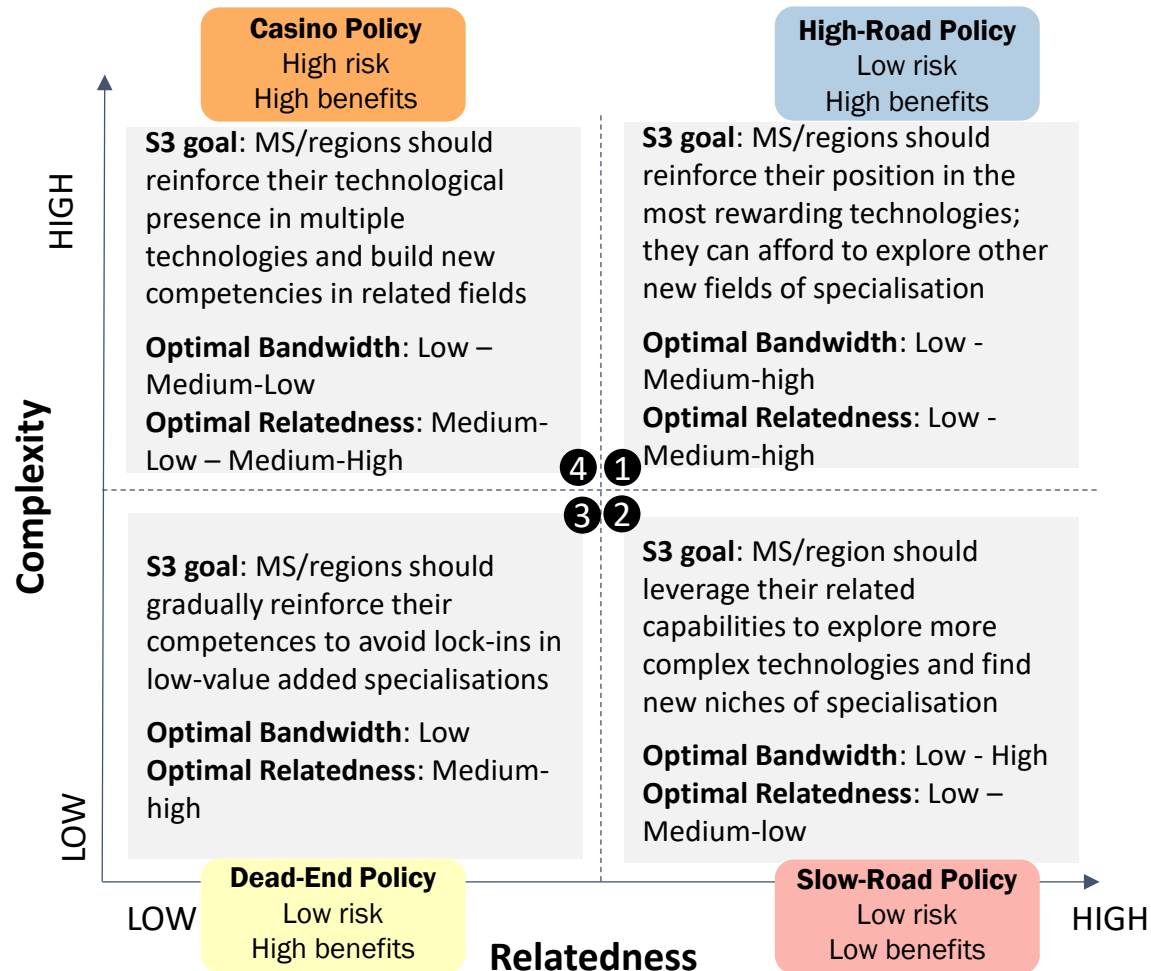 Casino Policy
High risk
High benefits
High-Road Policy
Low risk
High benefits
HIGH
S3 goal: MS/regions should
reinforce their technological
presence in multiple
technologies and build new
competencies in related fields
Optimal Bandwidth: Low –
Medium-Low
Optimal Relatedness: Medium-
Low – Medium-High
S3 goal: MS/regions should
reinforce their position in the
most rewarding technologies;
they can afford to explore other
new fields of specialisation
Optimal Bandwidth: Low -
Medium-high
Optimal Relatedness: Low -
Medium-high
Complexity
4 1
3 2
S3 goal: MS/regions should
gradually reinforce their
competences to avoid lock-ins in
low-value added specialisations
Optimal Bandwidth: Low
Optimal Relatedness: Medium-
high
S3 goal: MS/region should
leverage their related
capabilities to explore more
complex technologies and find
new niches of specialisation
Optimal Bandwidth: Low - High
Optimal Relatedness: Low –
Medium-low
LOW
LOW
Dead-End Policy
Low risk
High benefits
Relatedness
Slow-Road Policy
Low risk
Low benefits
HIGH